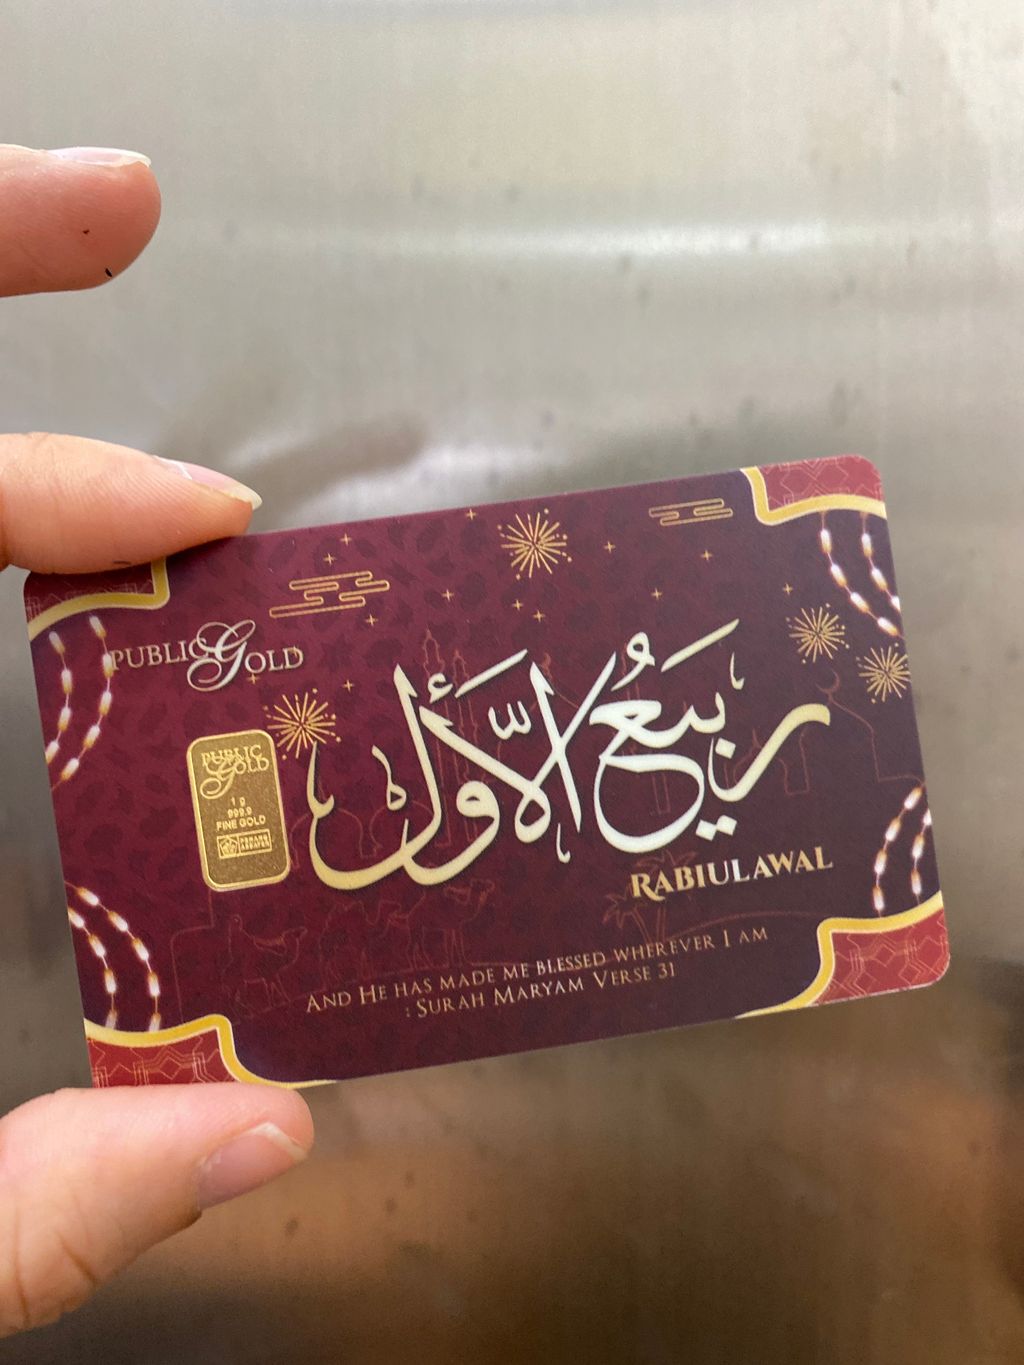 PUBLIC GOLD
رَبِيعُ الأَوَّل
RABIULAWAL
PUBLIC GOLD
1 g
999.9
FINE GOLD
AND HE HAS MADE ME BLESSED WHEREVER I AM
: SURAH MARYAM VERSE 31